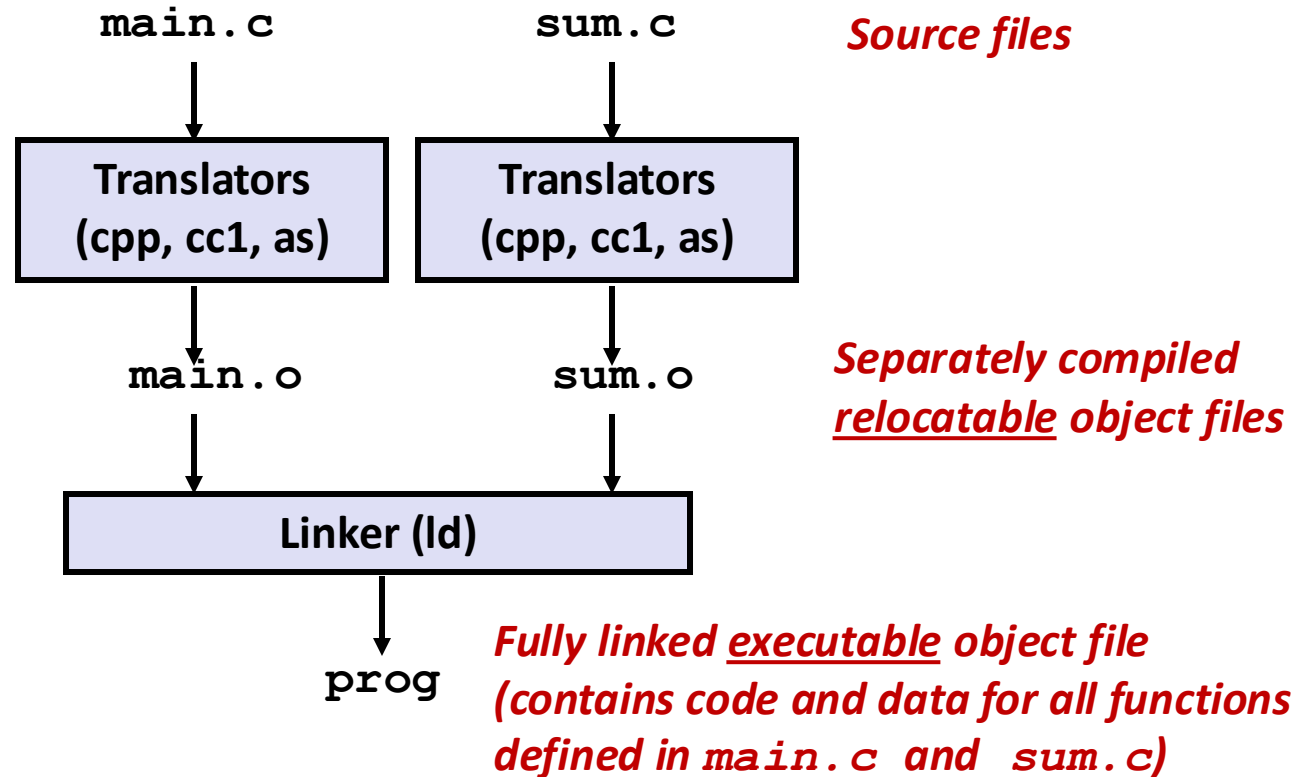 main.c
sum.c
Source files
Translators
(cpp, cc1, as)
Translators
(cpp, cc1, as)
main.o
sum.o
Separately compiled
relocatable object files
Linker (ld)
prog
Fully linked executable object file
(contains code and data for all functions
defined in main.c and sum.c)